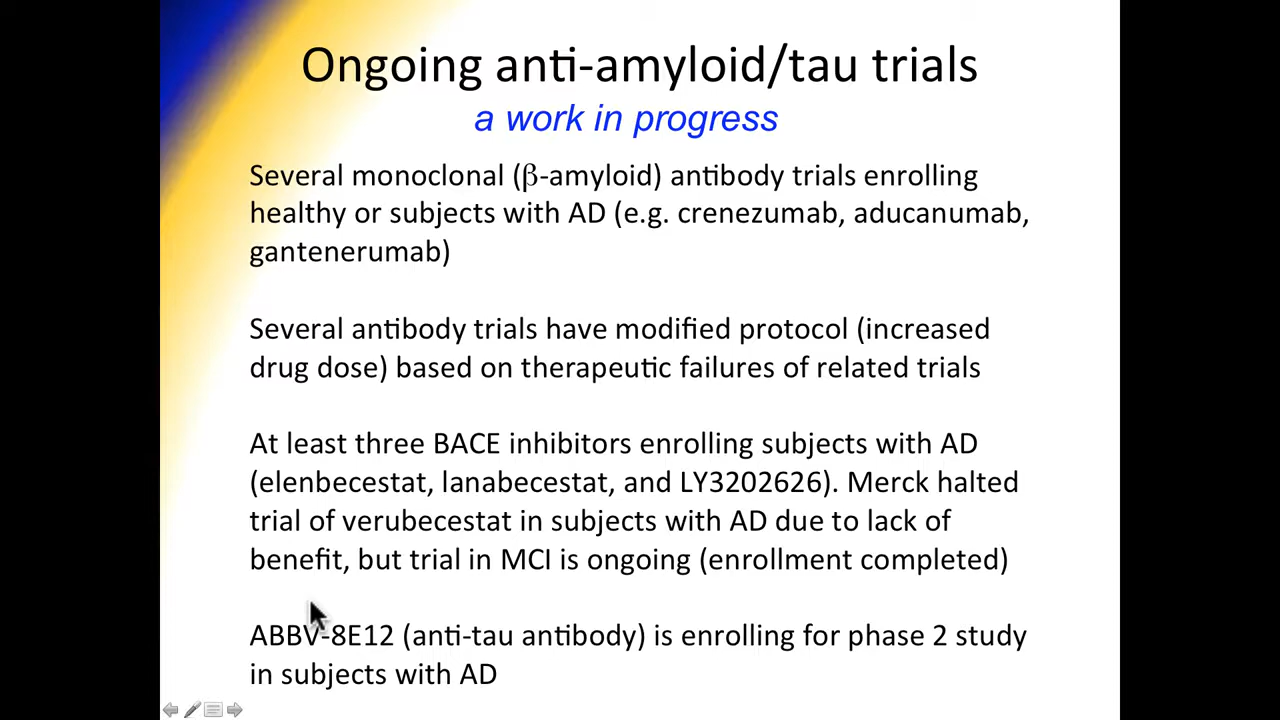 Ongoing anti-amyloid/tau trials
a work in progress
Several monoclonal (β-amyloid) antibody trials enrolling
healthy or subjects with AD (e.g. crenezumab, aducanumab,
gantenerumab)
Several antibody trials have modified protocol (increased
drug dose) based on therapeutic failures of related trials
At least three BACE inhibitors enrolling subjects with AD
(elenbecestat, lanabecestat, and LY3202626). Merck halted
trial of verubecestat in subjects with AD due to lack of
benefit, but trial in MCI is ongoing (enrollment completed)
ABBV-8E12 (anti-tau antibody) is enrolling for phase 2 study
in subjects with AD